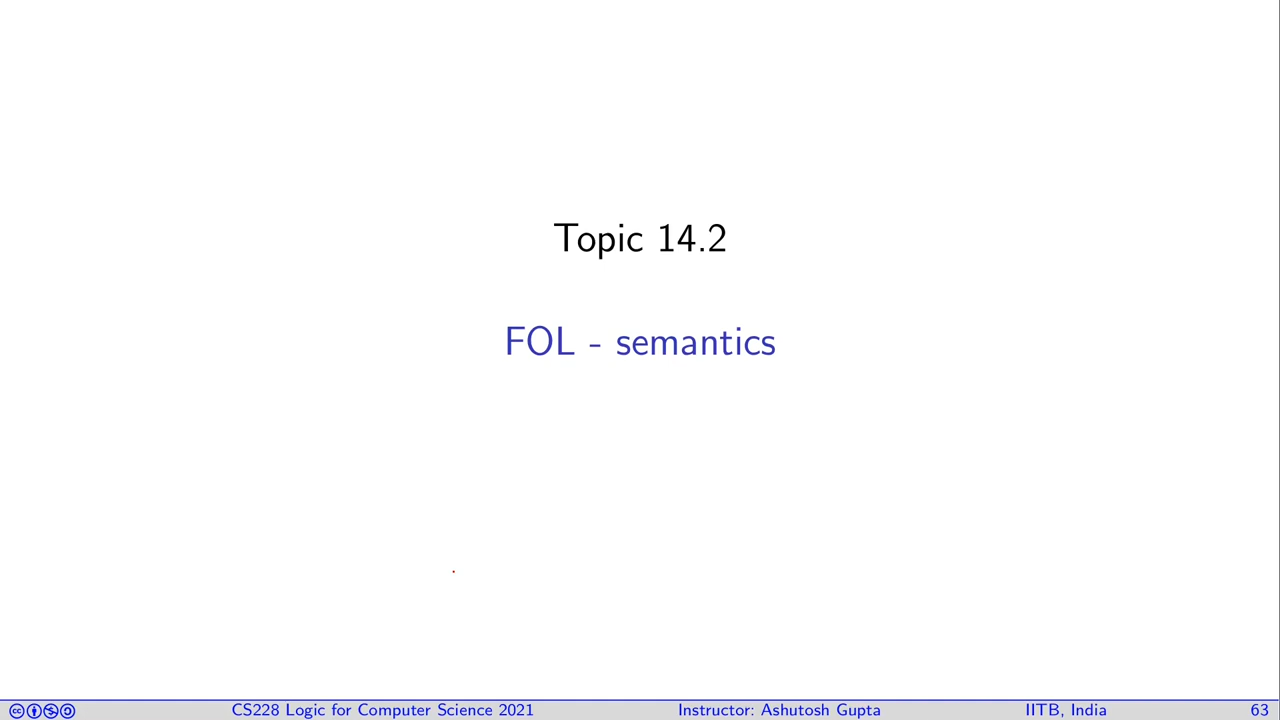 Topic 14.2
FOL - semantics
CS228 Logic for Computer Science 2021 Instructor: Ashutosh Gupta IITB, India 63